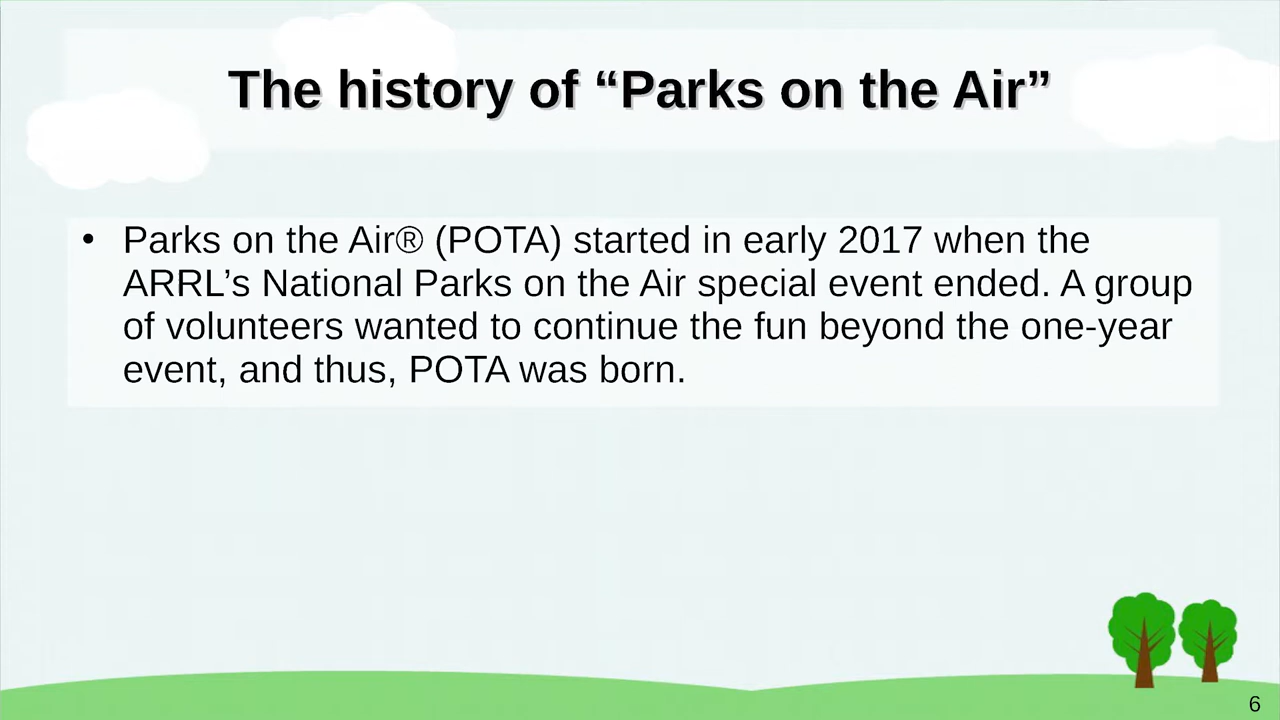 The history of “Parks on the Air”
• Parks on the Air® (POTA) started in early 2017 when the
ARRL’s National Parks on the Air special event ended. A group
of volunteers wanted to continue the fun beyond the one-year
event, and thus, POTA was born.
6